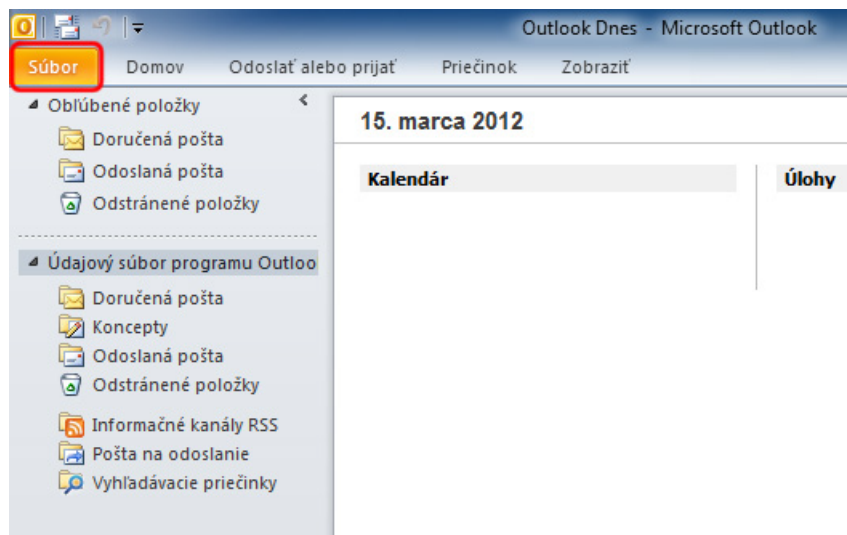 Outlook Dnes - Microsoft Outlook
Súbor Domov Odoslať alebo prijať Priečinok Zobraziť
Obľúbené položky
Doručená pošta
Odoslaná pošta
Odstránené položky
Údajový súbor programu Outloo
Doručená pošta
Koncepty
Odoslaná pošta
Odstránené položky
Informačné kanály RSS
Pošta na odoslanie
Vyhľadávacie priečinky
15. marca 2012
Kalendár
Úlohy